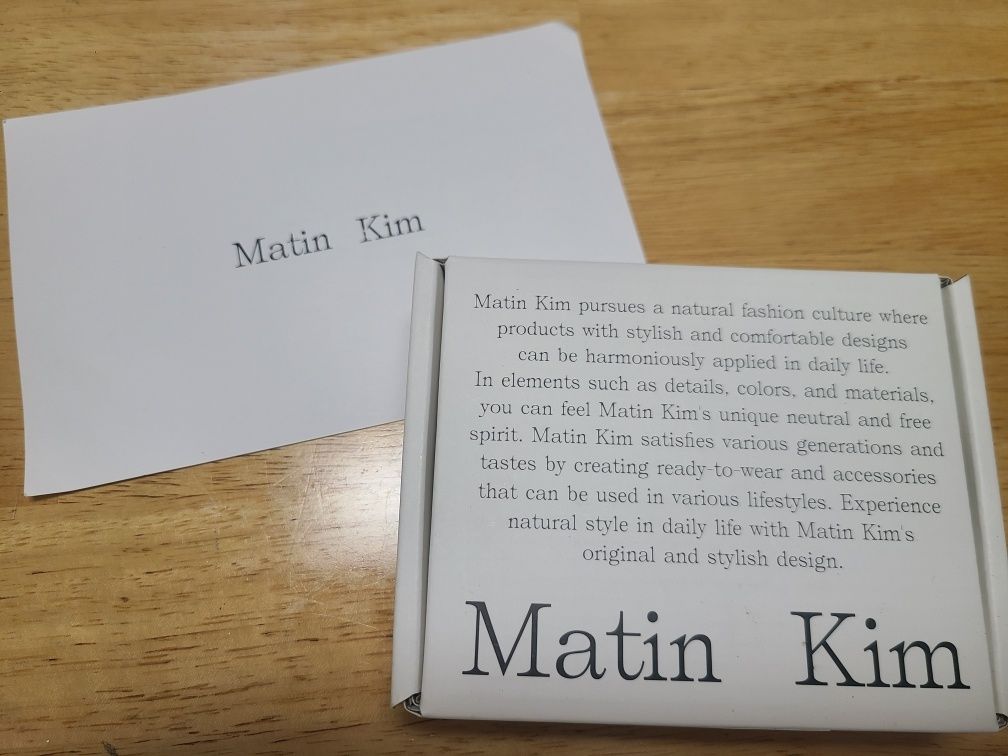 Matin Kim
Matin Kim pursues a natural fashion culture where
products with stylish and comfortable designs
can be harmoniously applied in daily life.
In elements such as details, colors, and materials,
you can feel Matin Kim's unique neutral and free
spirit. Matin Kim satisfies various generations and
tastes by creating ready-to-wear and accessories
that can be used in various lifestyles. Experience
natural style in daily life with Matin Kim's
original and stylish design.
Matin Kim